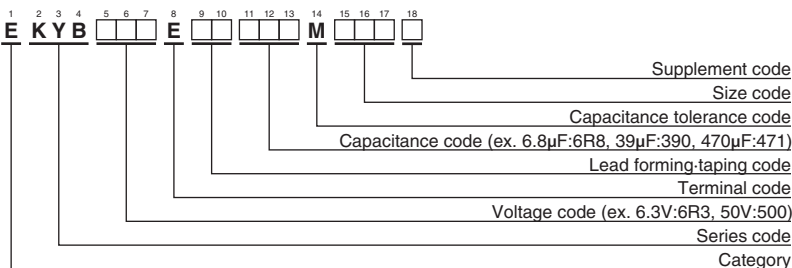 1 2 3 4 5 6 7 8 9 10 11 12 13 14 15 16 17 18
E KYB E M
Supplement code
Size code
Capacitance tolerance code
Capacitance code (ex. 6.8µF:6R8, 39µF:390, 470µF:471)
Lead forming·taping code
Terminal code
Voltage code (ex. 6.3V:6R3, 50V:500)
Series code
Category